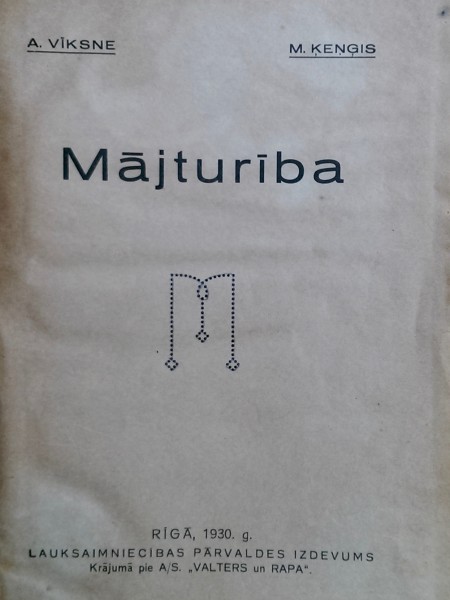 A. VĪKSNE M. ĶEŅĢIS
Mājturība
RĪGĀ, 1930. g.
LAUKSAIMNIECĪBAS PĀRVALDES IZDEVUMS
Krājumā pie A/S. „VALTERS un RAPA".